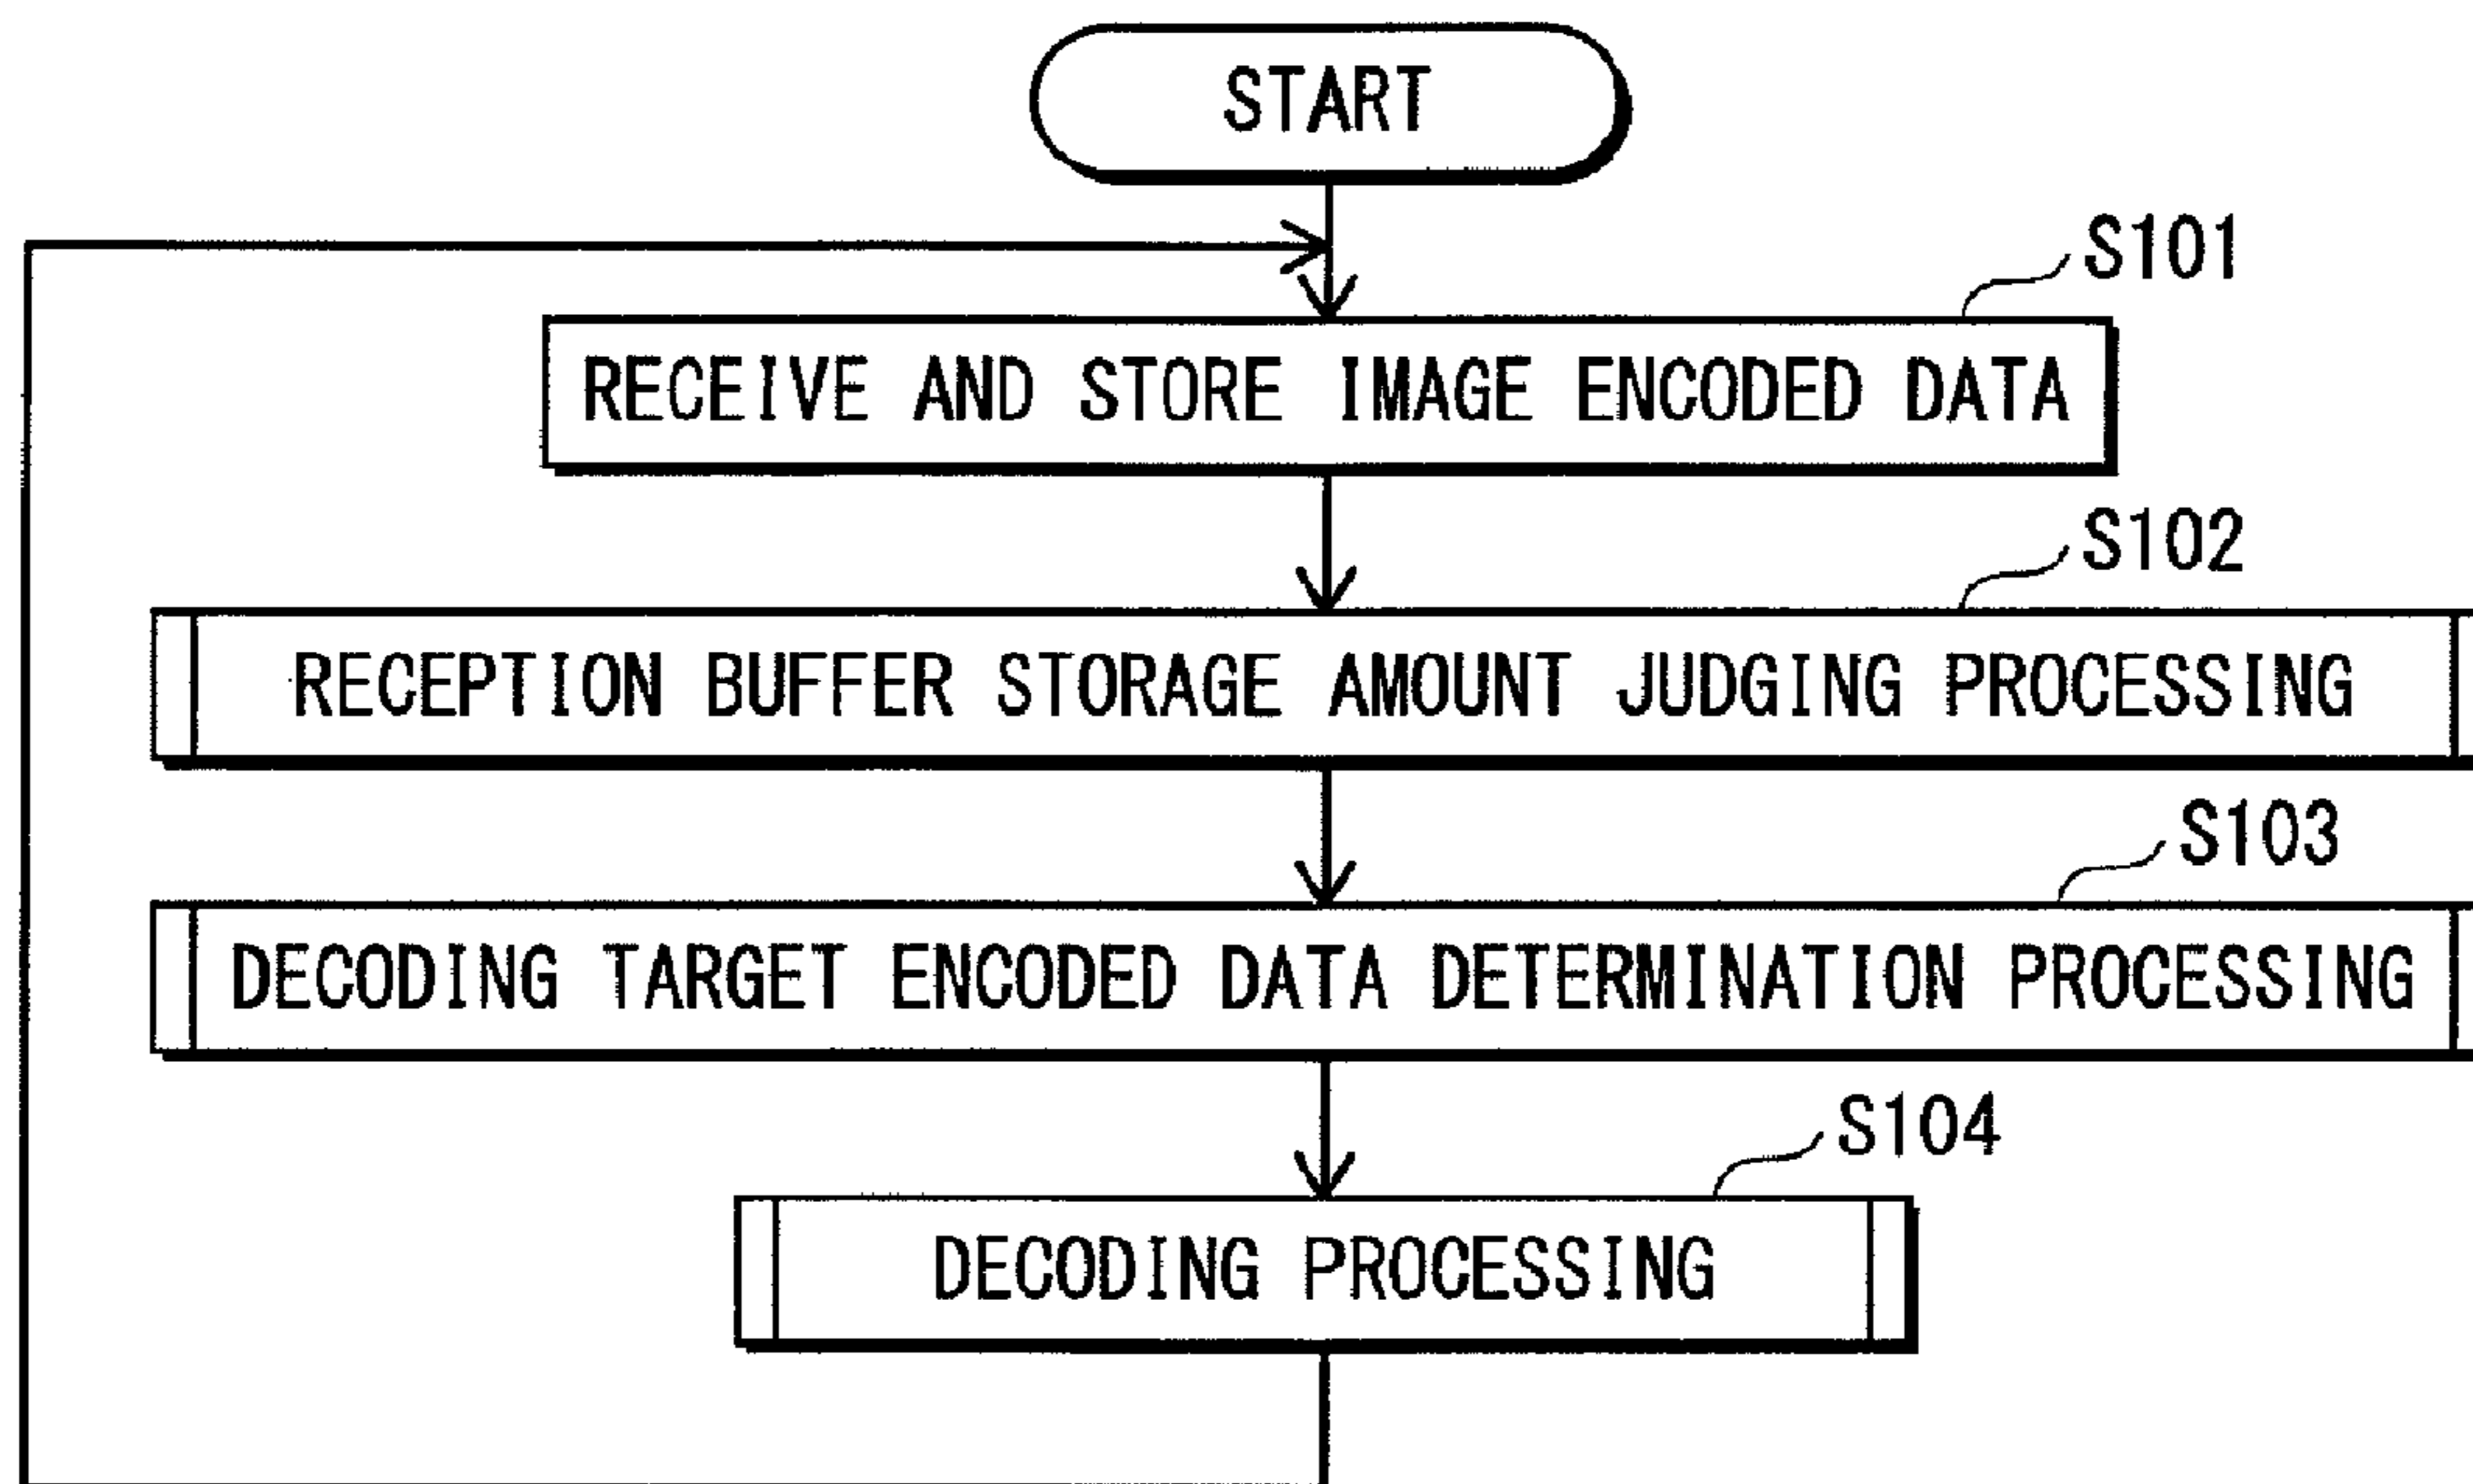 START
S101
RECEIVE AND STORE IMAGE ENCODED DATA
S102
RECEPTION BUFFER STORAGE AMOUNT JUDGING PROCESSING
S103
DECODING TARGET ENCODED DATA DETERMINATION PROCESSING
S104
DECODING PROCESSING